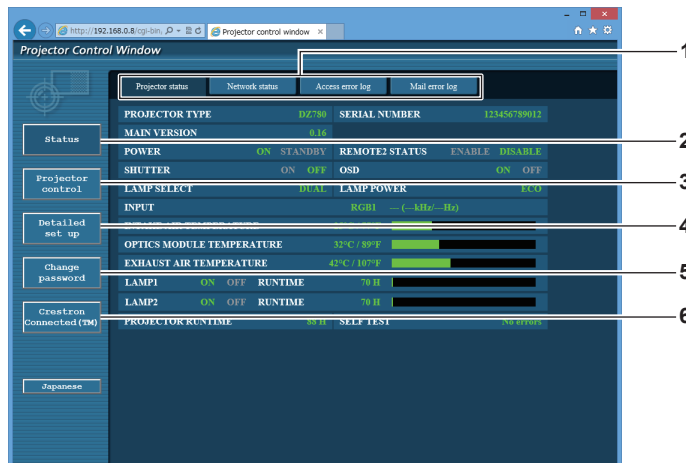 http://192.168.0.8/cgi-bin,
Projector control window
Projector Control Window
1
Projector status Network status Access error log Mail error log
PROJECTOR TYPE DZ780 SERIAL NUMBER 123456789012
MAIN VERSION 0.16
Status
2
POWER ON STANDBY REMOTE2 STATUS ENABLE DISABLE
SHUTTER ON OFF OSD ON OFF
Projector control
3
LAMP SELECT DUAL LAMP POWER ECO
INPUT RGB1 --- (---kHz/---Hz)
Detailed set up
4
OPTICS MODULE TEMPERATURE 32°C / 89°F
EXHAUST AIR TEMPERATURE 42°C / 107°F
Change password
5
LAMP1 ON OFF RUNTIME 70 H
LAMP2 ON OFF RUNTIME 70 H
Crestron Connected(TM)
6
PROJECTOR RUNTIME 88 H SELF TEST No errors
Japanese